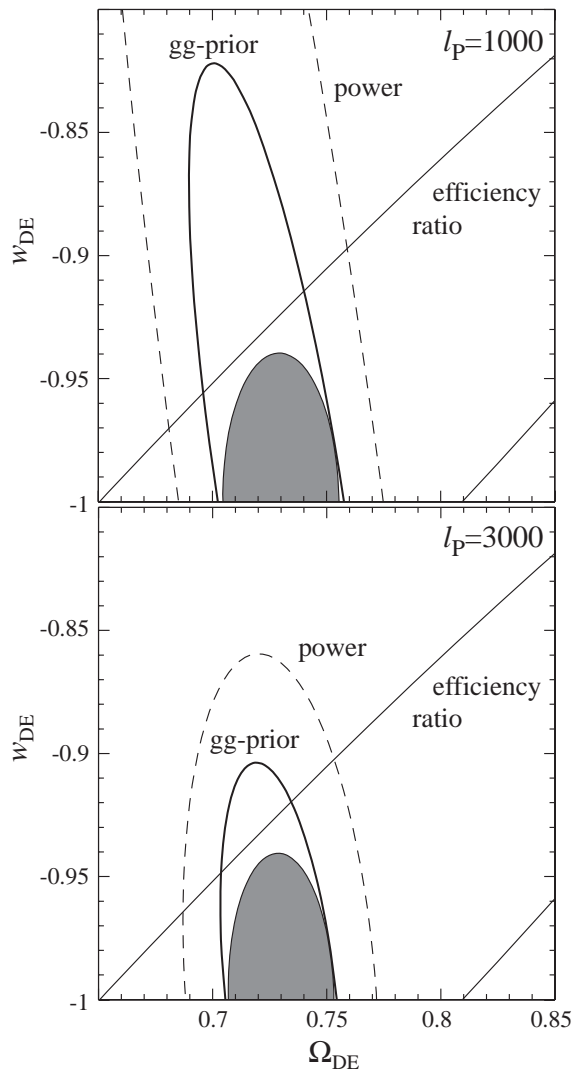 gg-prior
l_P=1000
power
-0.85
efficiency
ratio
w_DE
-0.9
-0.95
-1
l_P=3000
-0.85
power
efficiency
ratio
gg-prior
w_DE
-0.9
-0.95
-1
0.7 0.75 0.8 0.85
Ω_DE